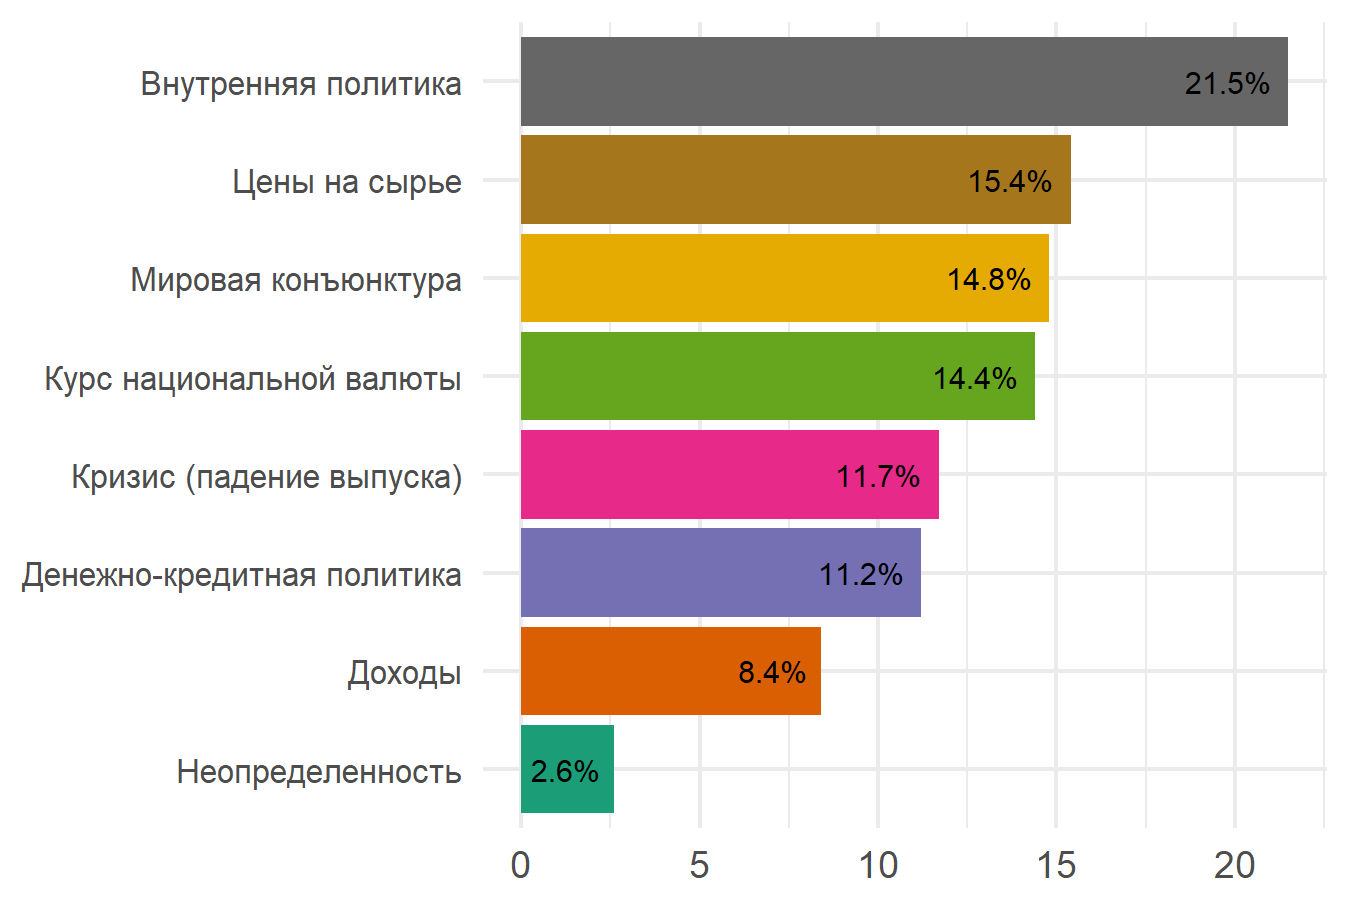 Внутренняя политика 21.5%
Цены на сырье 15.4%
Мировая конъюнктура 14.8%
Курс национальной валюты 14.4%
Кризис (падение выпуска) 11.7%
Денежно-кредитная политика 11.2%
Доходы 8.4%
Неопределенность 2.6%
0 5 10 15 20